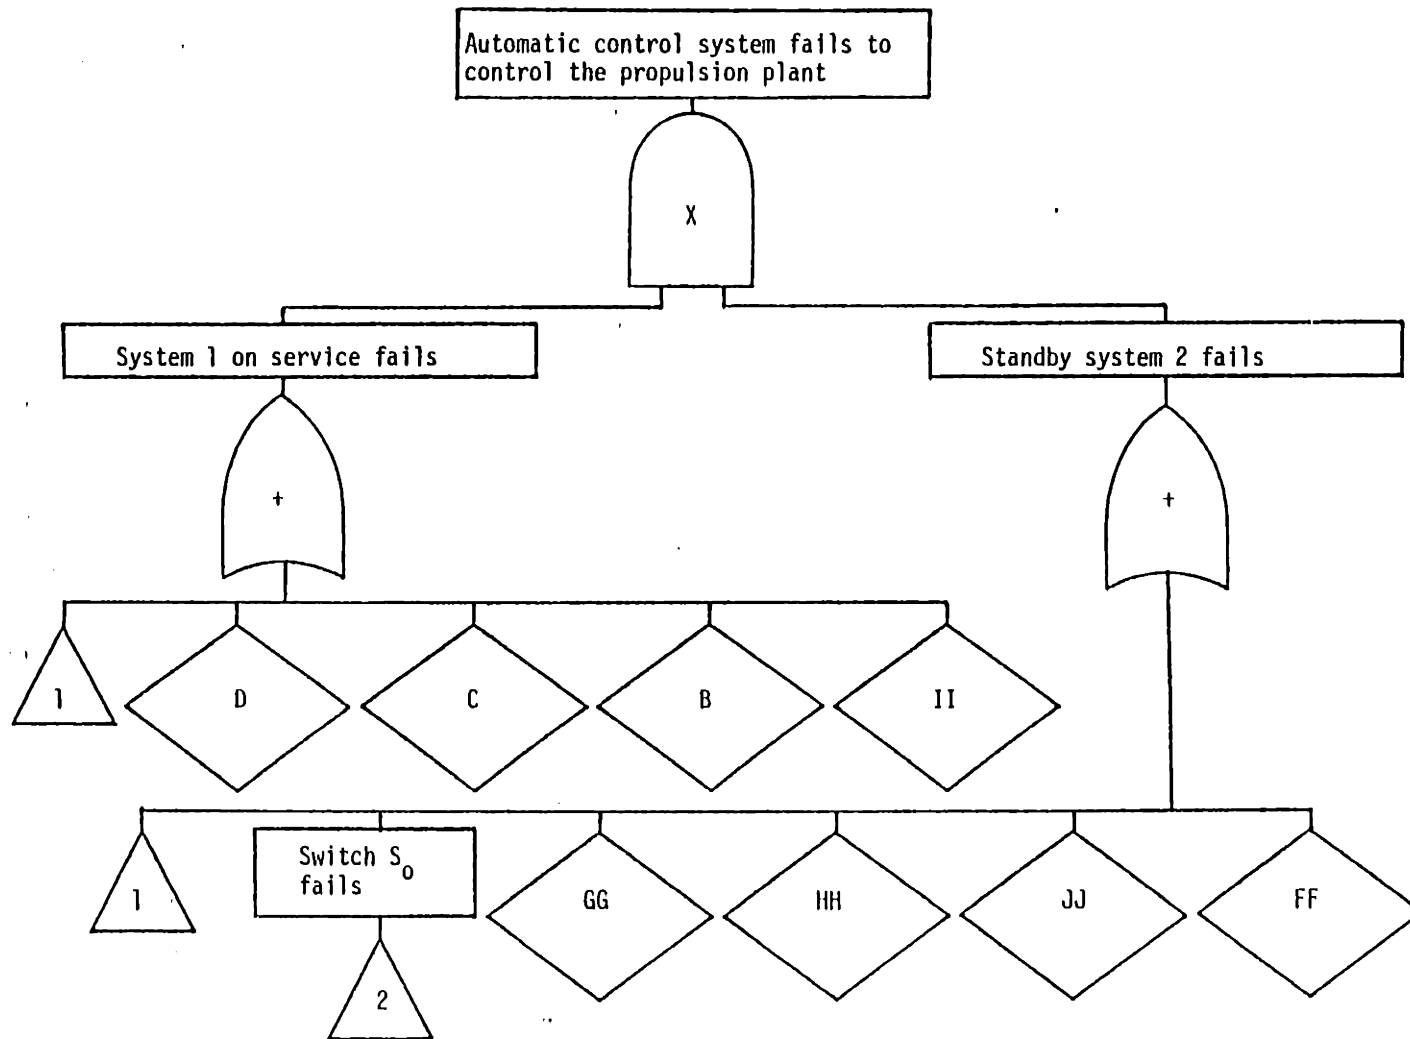 Automatic control system fails to
control the propulsion plant
X
System 1 on service fails
Standby system 2 fails
+
+
1
D
C
B
II
1
Switch So
fails
GG
HH
JJ
FF
2